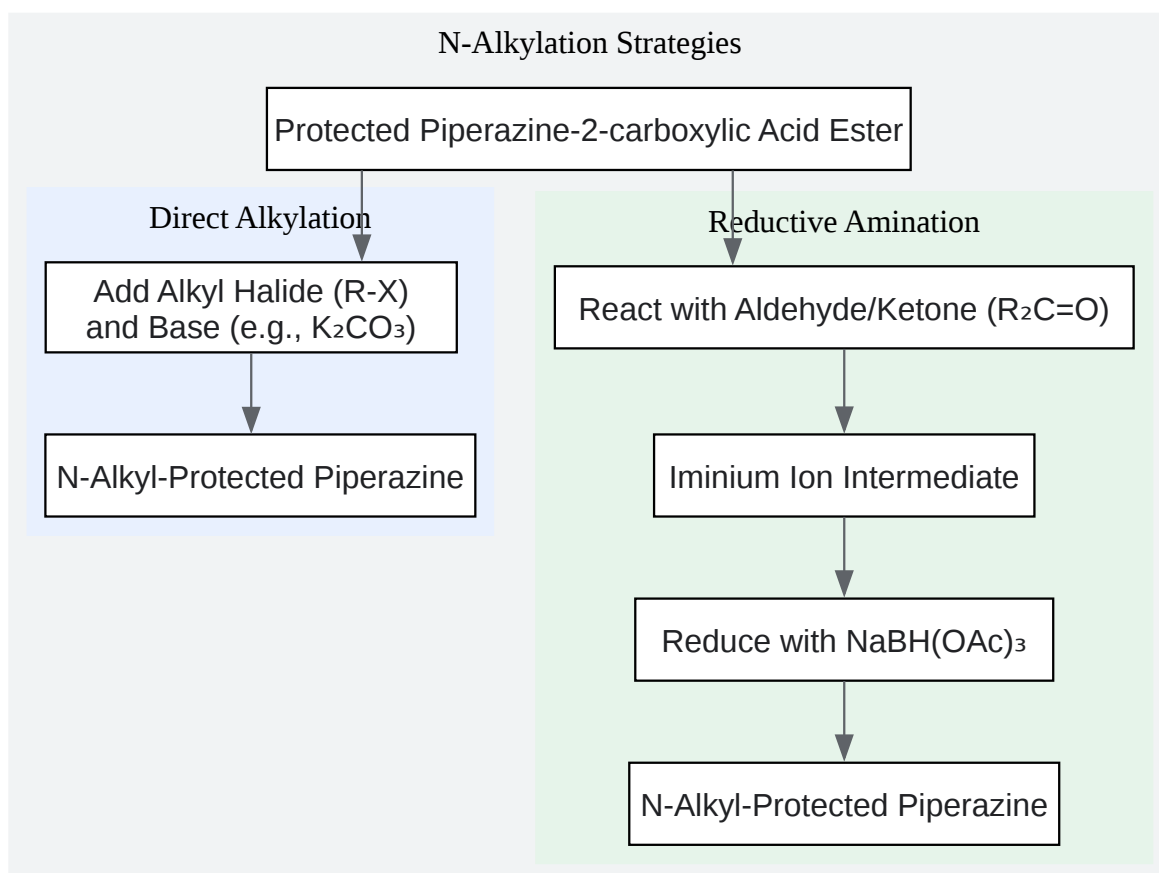 N-Alkylation Strategies
Protected Piperazine-2-carboxylic Acid Ester
Direct Alkylation
Add Alkyl Halide (R-X)
and Base (e.g., K₂CO₃)
N-Alkyl-Protected Piperazine
Reductive Amination
React with Aldehyde/Ketone (R₂C=O)
Iminium Ion Intermediate
Reduce with NaBH(OAc)₃
N-Alkyl-Protected Piperazine